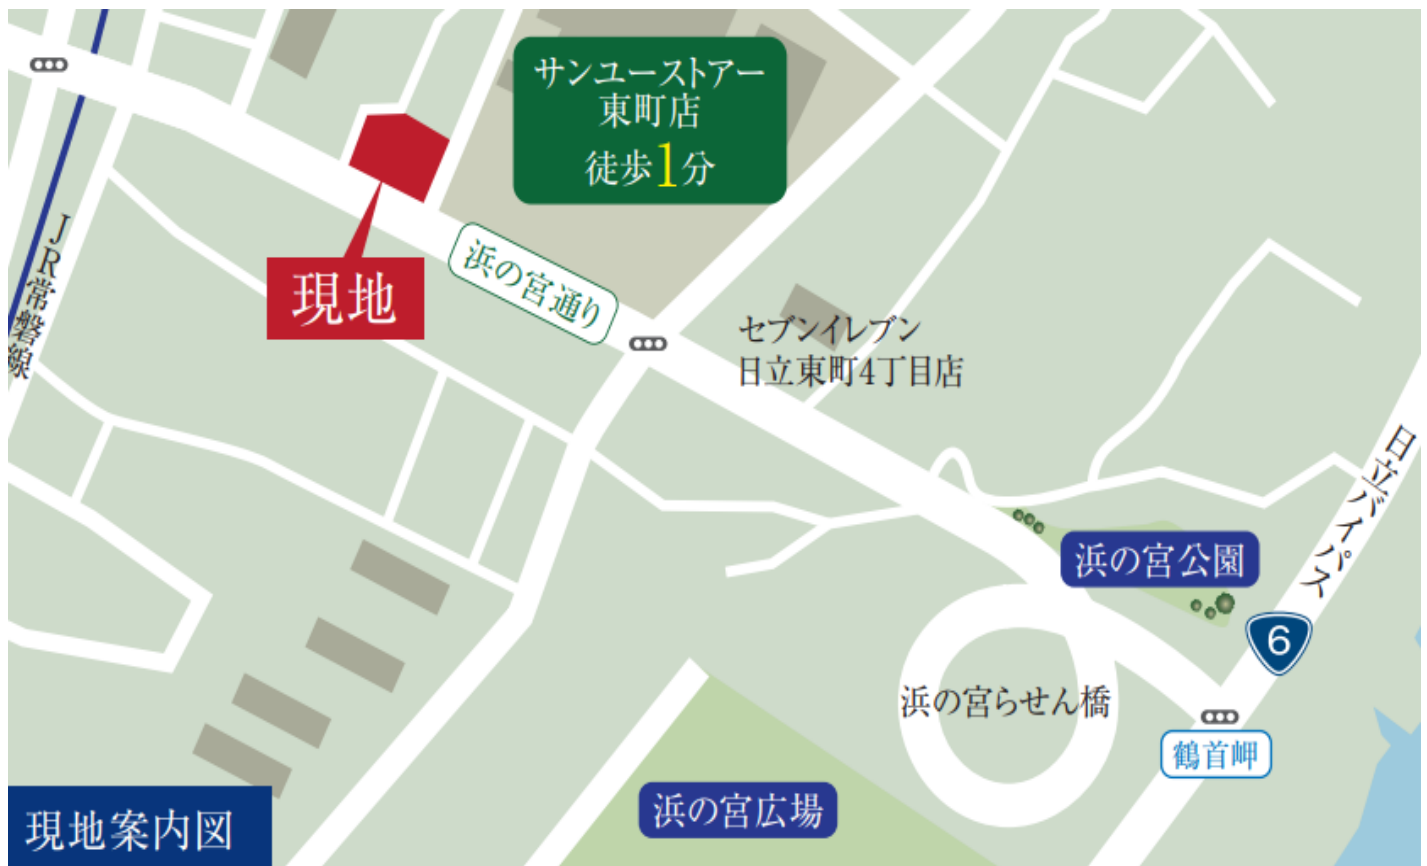 サンユーストアー
東町店
徒歩1分
JR常磐線
現地
浜の宮通り
セブンイレブン
日立東町4丁目店
日立バイパス
浜の宮公園
6
浜の宮らせん橋
鶴首岬
浜の宮広場
現地案内図